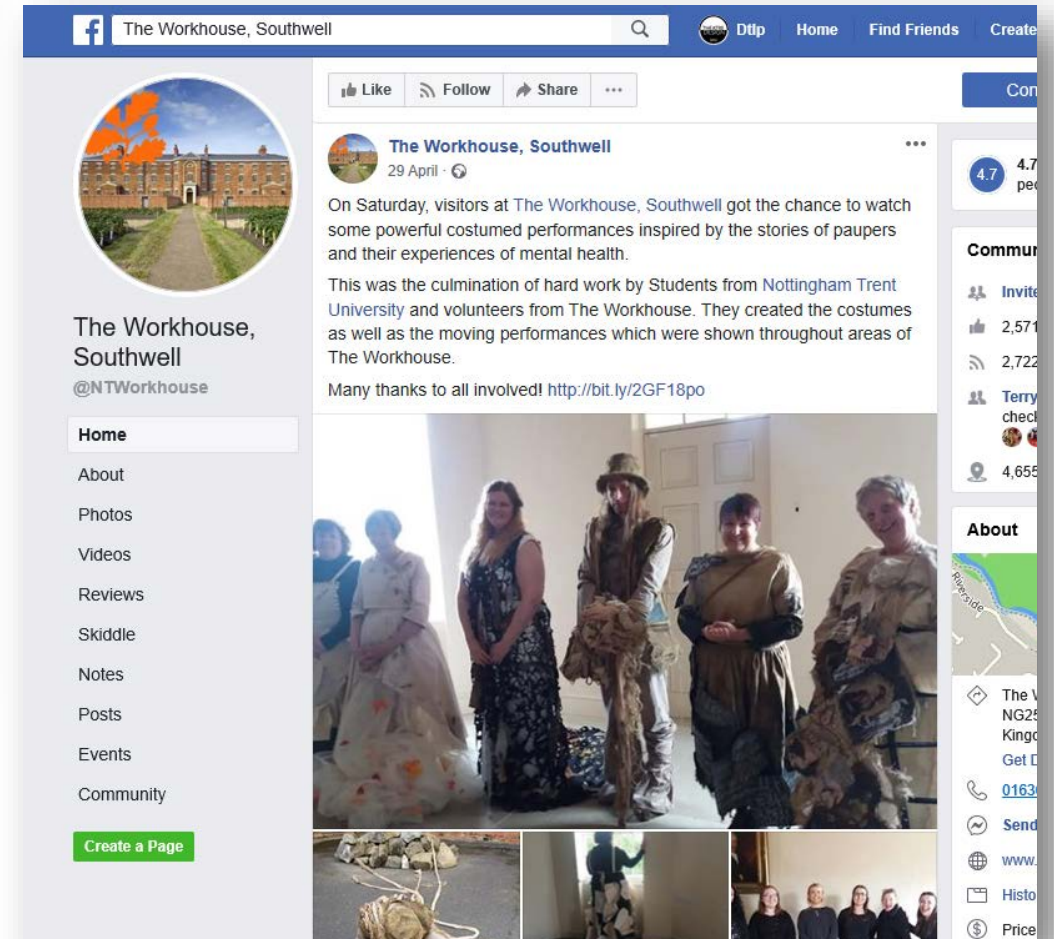 The Workhouse, Southwell
Dtlp
Home
Find Friends
Create
Like
Follow
Share
The Workhouse,
Southwell
@NTWorkhouse
Home
About
Photos
Videos
Reviews
Skiddle
Notes
Posts
Events
Community
Create a Page
The Workhouse, Southwell
29 April
On Saturday, visitors at The Workhouse, Southwell got the chance to watch
some powerful costumed performances inspired by the stories of paupers
and their experiences of mental health.
This was the culmination of hard work by Students from Nottingham Trent
University and volunteers from The Workhouse. They created the costumes
as well as the moving performances which were shown throughout areas of
The Workhouse.
Many thanks to all involved! http://bit.ly/2GF18po
4.7
4.7
Invite
2,571
2,722
Terry
4,655
About
Riverside
The
Get
Send
www.
Price